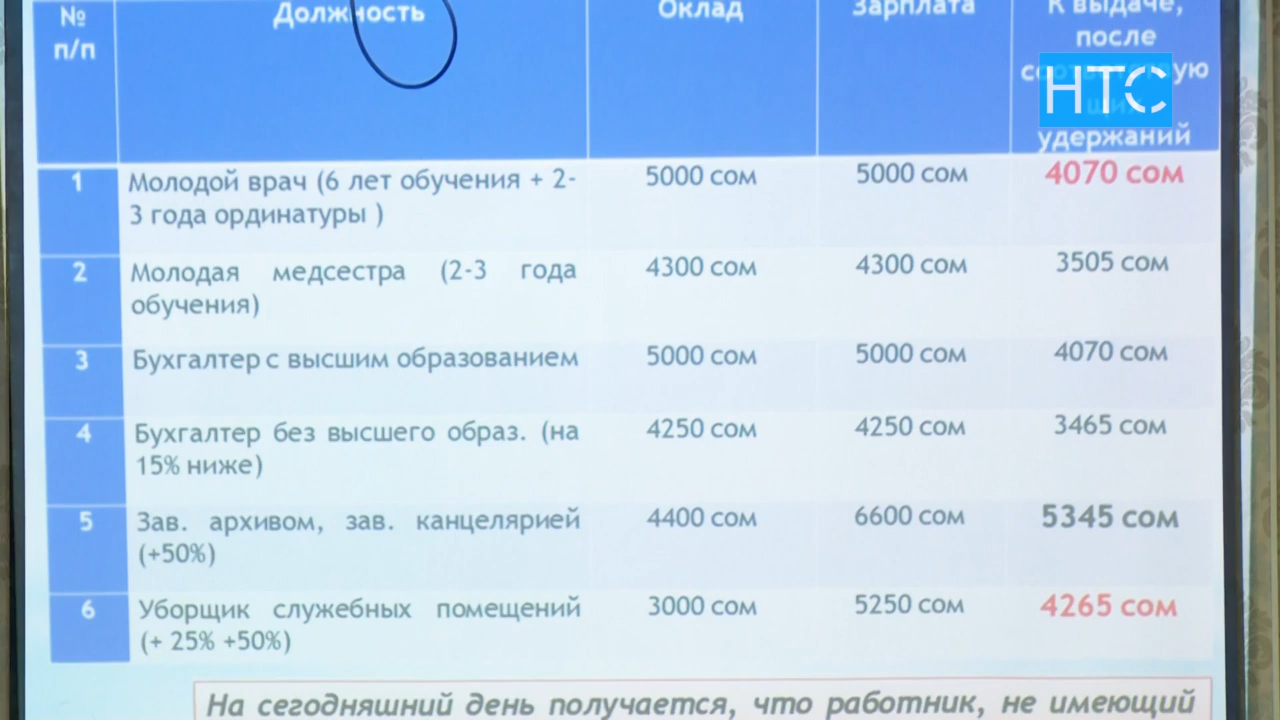 №
п/п
Должность
Оклад
Зарплата
К выдаче,
после
удержаний
НТС
1
Молодой врач (6 лет обучения + 2-
3 года ординатуры )
5000 сом
5000 сом
4070 сом
2
Молодая медсестра (2-3 года
обучения)
4300 сом
4300 сом
3505 сом
3
Бухгалтер с высшим образованием
5000 сом
5000 сом
4070 сом
4
Бухгалтер без высшего образ. (на
15% ниже)
4250 сом
4250 сом
3465 сом
5
Зав. архивом, зав. канцелярией
(+50%)
4400 сом
6600 сом
5345 сом
6
Уборщик служебных помещений
(+ 25% +50%)
3000 сом
5250 сом
4265 сом
На сегодняшний день получается, что работник, не имеющий